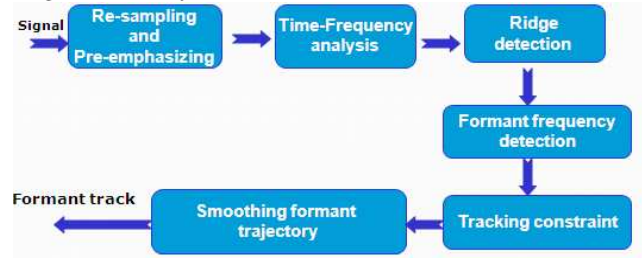 Signal
Re-sampling
and
Pre-emphasizing
Time-Frequency
analysis
Ridge
detection
Formant frequency
detection
Tracking constraint
Smoothing formant
trajectory
Formant track